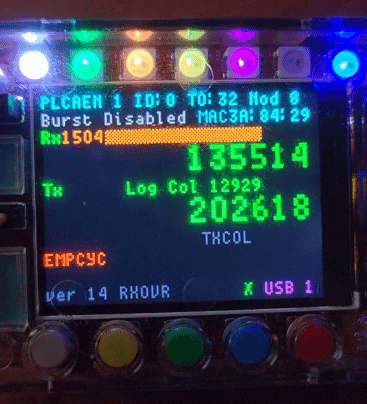 PLCAEN 1 ID:0 TO:32 Mod 8
Burst Disabled MAC3A:84:29
Rx1504
135514
Tx Log Col 12929
202618
TXCOL
EMPCYC
ver 14 RXOVR X USB 1